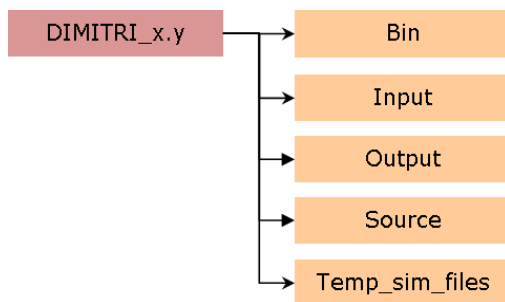 DIMITRI_x.y
Bin
Input
Output
Source
Temp_sim_files